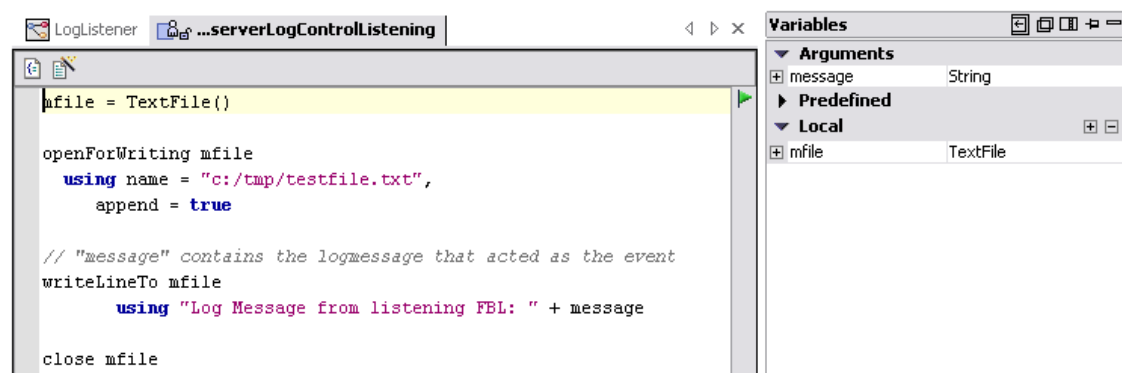 LogListener ...serverLogControlListening
mfile = TextFile()
openForWriting mfile
using name = "c:/tmp/testfile.txt",
append = true
// "message" contains the logmessage that acted as the event
writeLineTo mfile
using "Log Message from listening FBL: " + message
close mfile
Variables
Arguments
message String
Predefined
Local
mfile TextFile